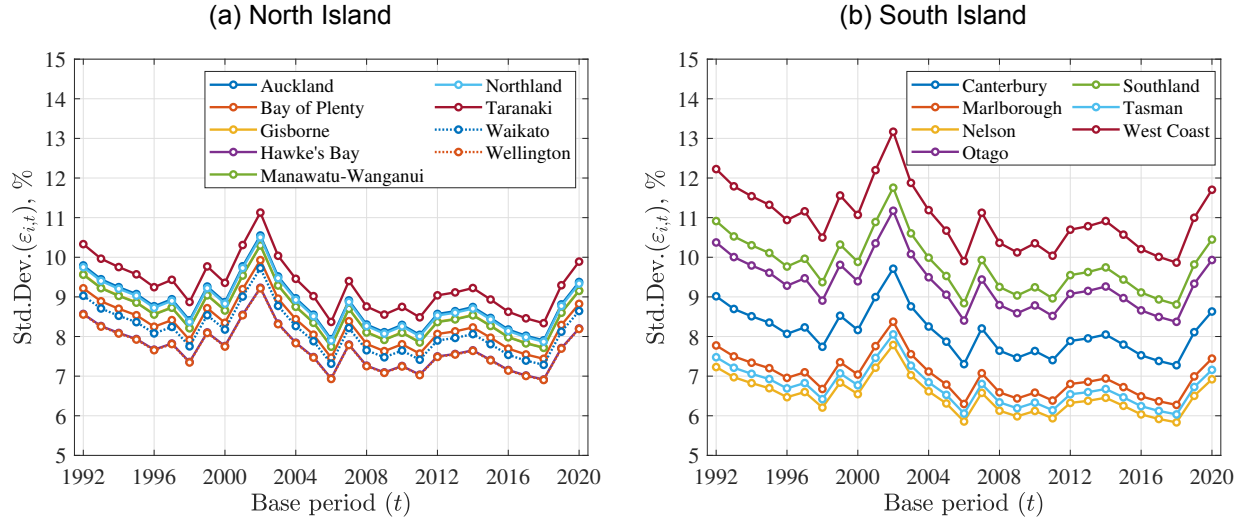 (a) North Island
15
14
13
12
11
10
9
8
7
6
5
Std.Dev.(ε_{i,t}), %
Auckland
Bay of Plenty
Gisborne
Hawke's Bay
Manawatu-Wanganui
Northland
Taranaki
Waikato
Wellington
1992 1996 2000 2004 2008 2012 2016 2020
Base period (t)
(b) South Island
15
14
13
12
11
10
9
8
7
6
5
Std.Dev.(ε_{i,t}), %
Canterbury
Marlborough
Nelson
Otago
Southland
Tasman
West Coast
1992 1996 2000 2004 2008 2012 2016 2020
Base period (t)